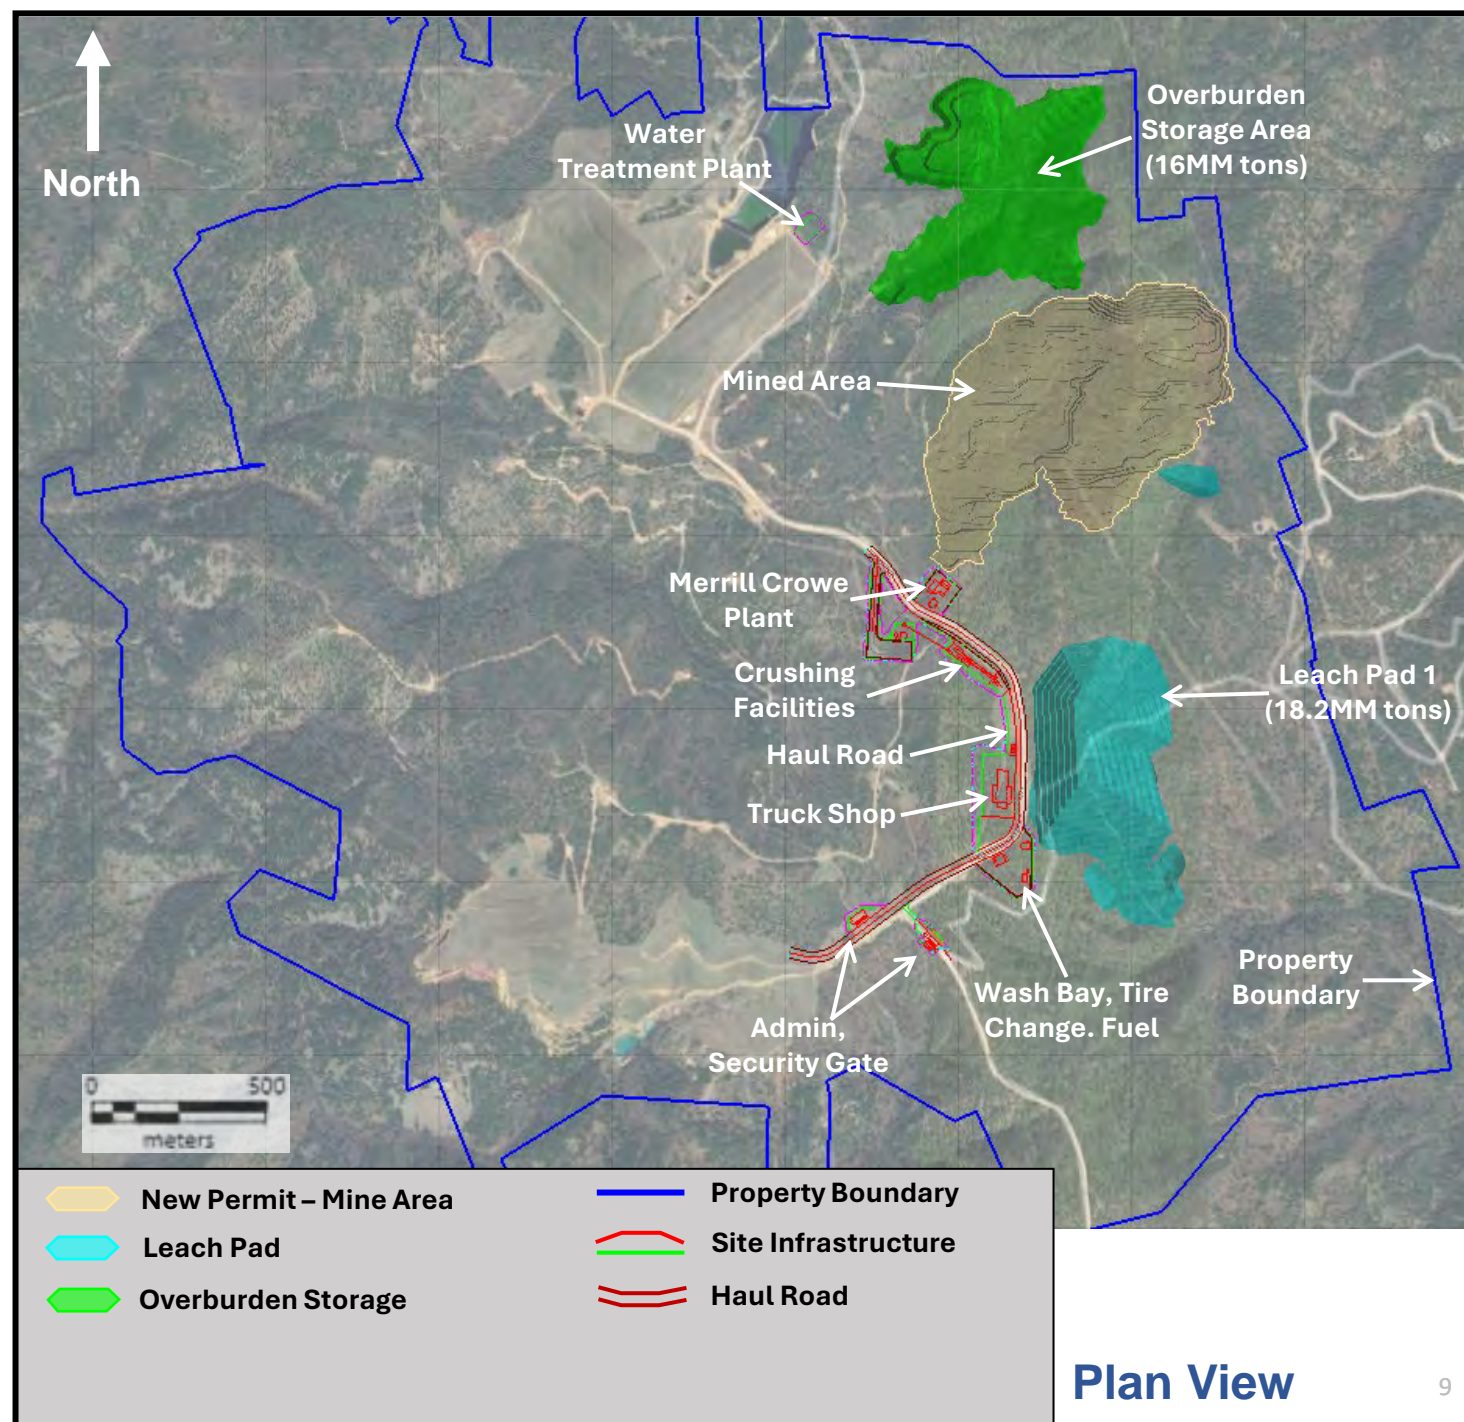 North
Water
Treatment Plant
Overburden
Storage Area
(16MM tons)
Mined Area
Merrill Crowe
Plant
Crushing
Facilities
Leach Pad 1
(18.2MM tons)
Haul Road
Truck Shop
Property
Boundary
Wash Bay, Tire
Change. Fuel
Admin,
Security Gate
0 500
meters
New Permit – Mine Area
Leach Pad
Overburden Storage
Property Boundary
Site Infrastructure
Haul Road
Plan View
9